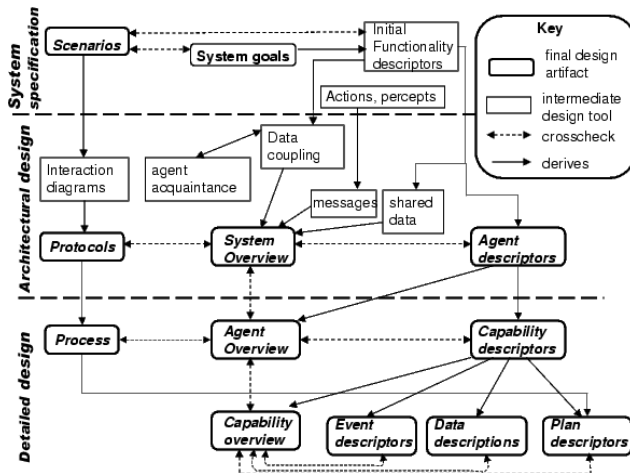 System
specification
Scenarios
System goals
Initial
Functionality
descriptors
Actions, percepts
Key
final design
artifact
intermediate
design tool
crosscheck
derives
Architectural design
Interaction
diagrams
agent
acquaintance
Data
coupling
messages
shared
data
Protocols
System
Overview
Agent
descriptors
Detailed design
Process
Agent
Overview
Capability
descriptors
Capability
overview
Event
descriptors
Data
descriptions
Plan
descriptors